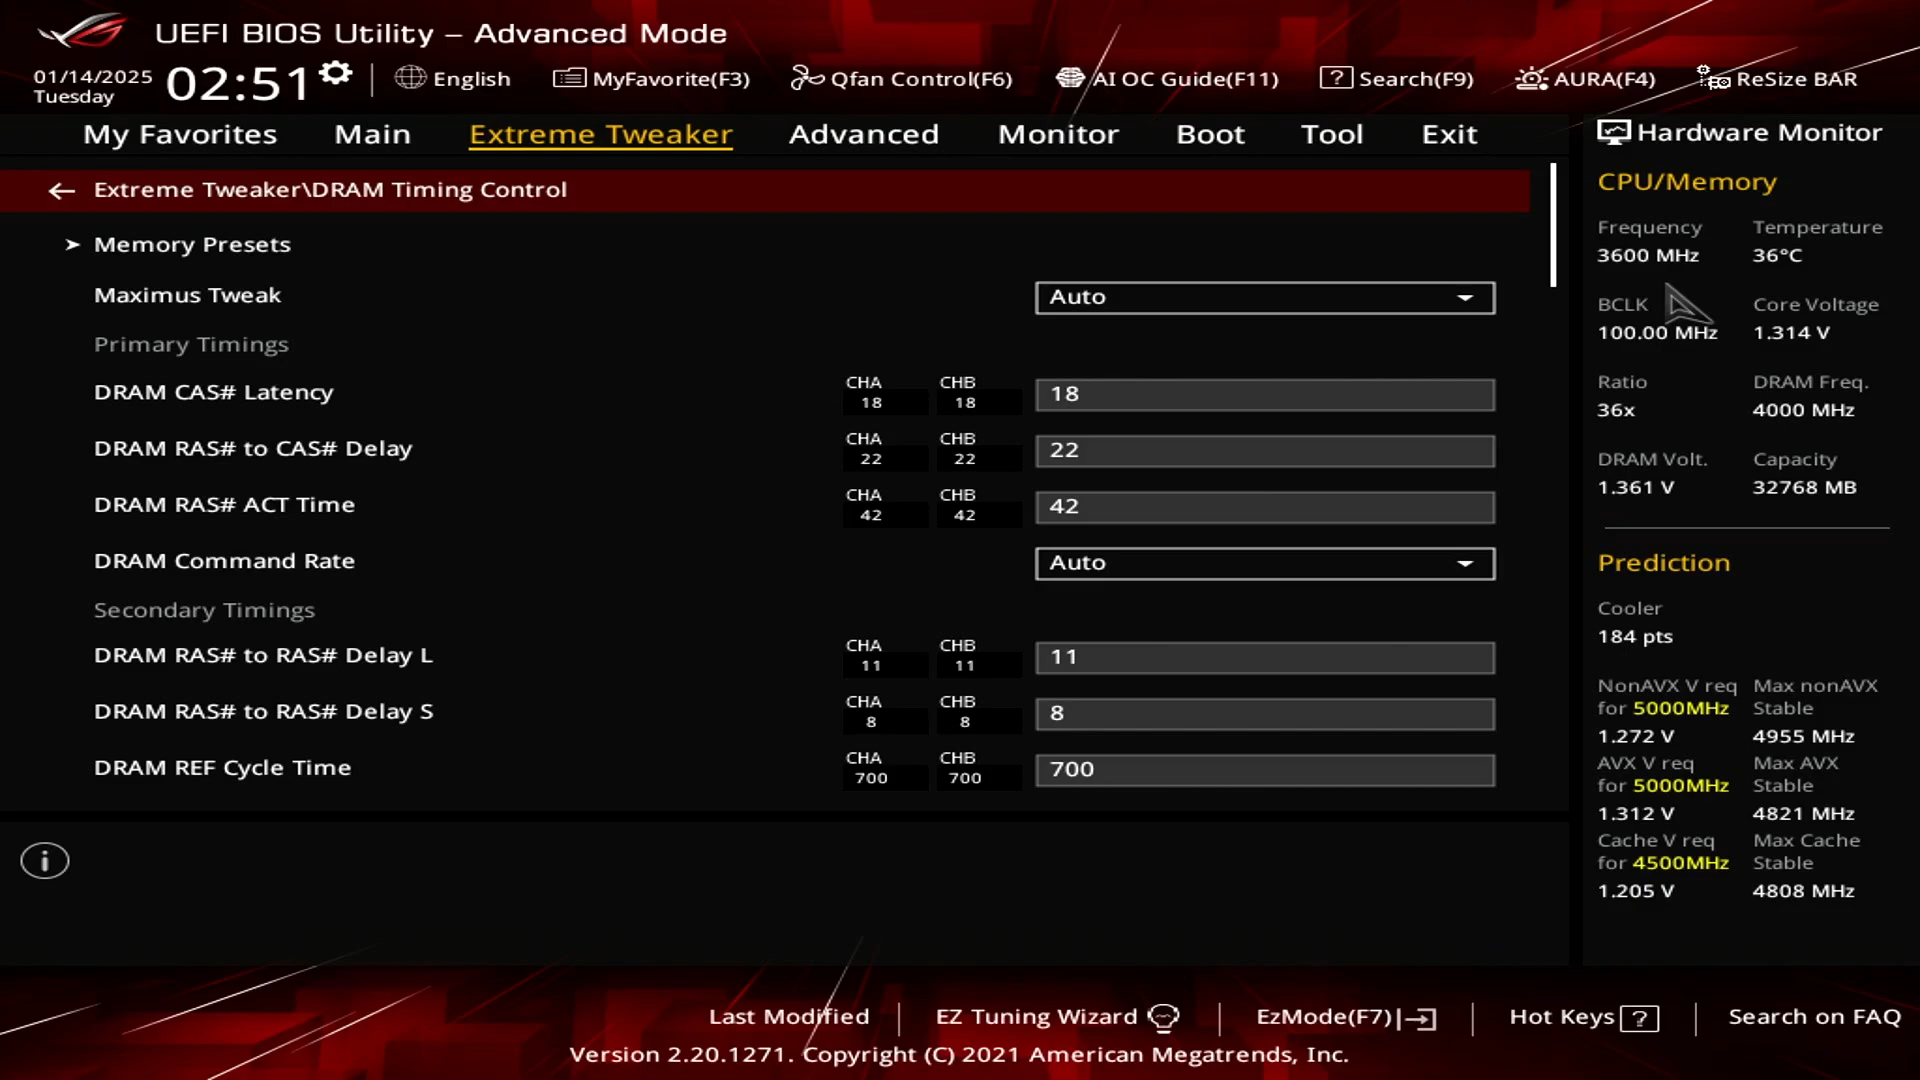 UEFI BIOS Utility – Advanced Mode
01/14/2025
Tuesday
02:51
English
MyFavorite(F3)
Qfan Control(F6)
AI OC Guide(F11)
Search(F9)
AURA(F4)
ReSize BAR
My Favorites
Main
Extreme Tweaker
Advanced
Monitor
Boot
Tool
Exit
Extreme Tweaker\DRAM Timing Control
Memory Presets
Maximus Tweak
Auto
Primary Timings
DRAM CAS# Latency
CHA
18
CHB
18
18
DRAM RAS# to CAS# Delay
CHA
22
CHB
22
22
DRAM RAS# ACT Time
CHA
42
CHB
42
42
DRAM Command Rate
Auto
Secondary Timings
DRAM RAS# to RAS# Delay L
CHA
11
CHB
11
11
DRAM RAS# to RAS# Delay S
CHA
8
CHB
8
8
DRAM REF Cycle Time
CHA
700
CHB
700
700
Hardware Monitor
CPU/Memory
Frequency
3600 MHz
Temperature
36°C
BCLK
100.00 MHz
Core Voltage
1.314 V
Ratio
36x
DRAM Freq.
4000 MHz
DRAM Volt.
1.361 V
Capacity
32768 MB
Prediction
Cooler
184 pts
NonAVX V req
for 5000MHz
1.272 V
Max nonAVX
Stable
4955 MHz
AVX V req
for 5000MHz
1.312 V
Max AVX
Stable
4821 MHz
Cache V req
for 4500MHz
1.205 V
Max Cache
Stable
4808 MHz
Last Modified
EZ Tuning Wizard
EzMode(F7)
Hot Keys ?
Search on FAQ
Version 2.20.1271. Copyright (C) 2021 American Megatrends, Inc.